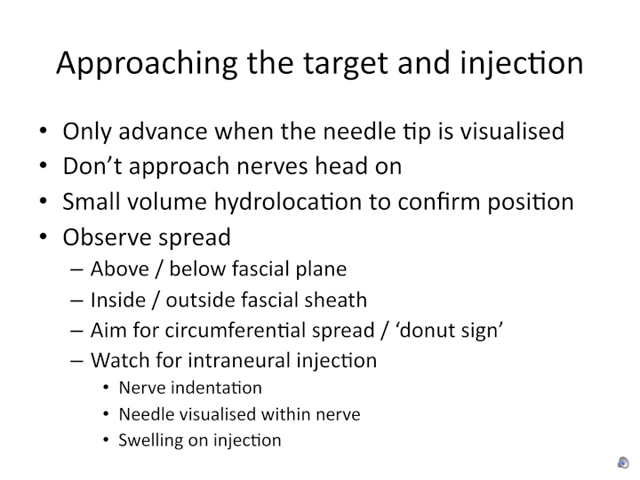 Approaching the target and injection
• Only advance when the needle tip is visualised
• Don’t approach nerves head on
• Small volume hydrolocation to confirm position
• Observe spread
– Above / below fascial plane
– Inside / outside fascial sheath
– Aim for circumferential spread / ‘donut sign’
– Watch for intraneural injection
• Nerve indentation
• Needle visualised within nerve
• Swelling on injection